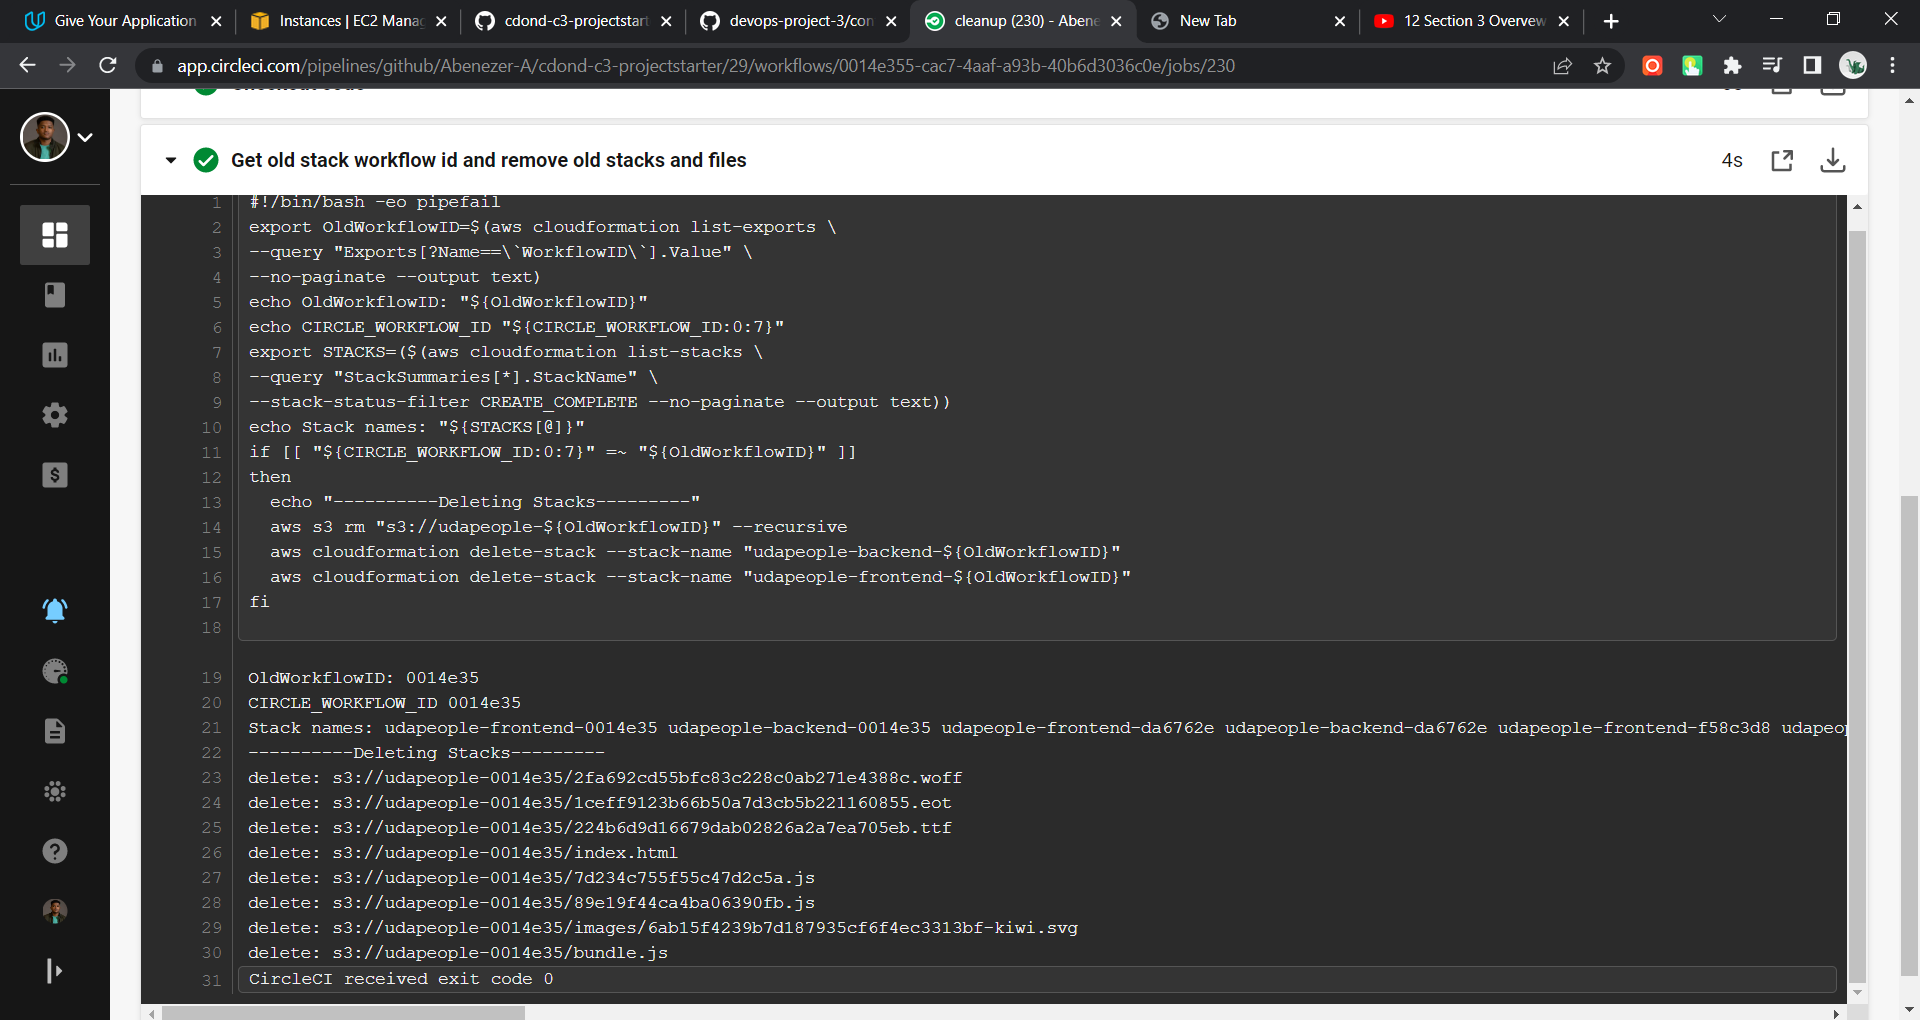 Give Your Application
Instances | EC2 Manag
cdond-c3-projectstart
devops-project-3/con
cleanup (230) - Abene
New Tab
12 Section 3 Overvew
app.circleci.com/pipelines/github/Abenezer-A/cdond-c3-projectstarter/29/workflows/0014e355-cac7-4aaf-a93b-40b6d3036c0e/jobs/230
Get old stack workflow id and remove old stacks and files
4s
1 #!/bin/bash -eo pipefail
2 export OldWorkflowID=$(aws cloudformation list-exports \
3 --query "Exports[?Name==\`WorkflowID\`].Value" \
4 --no-paginate --output text)
5 echo OldWorkflowID: "${OldWorkflowID}"
6 echo CIRCLE_WORKFLOW_ID "${CIRCLE_WORKFLOW_ID:0:7}"
7 export STACKS=($(aws cloudformation list-stacks \
8 --query "StackSummaries[*].StackName" \
9 --stack-status-filter CREATE_COMPLETE --no-paginate --output text))
10 echo Stack names: "${STACKS[@]}"
11 if [[ "${CIRCLE_WORKFLOW_ID:0:7}" =~ "${OldWorkflowID}" ]]
12 then
13 echo "----------Deleting Stacks---------"
14 aws s3 rm "s3://udapeople-${OldWorkflowID}" --recursive
15 aws cloudformation delete-stack --stack-name "udapeople-backend-${OldWorkflowID}"
16 aws cloudformation delete-stack --stack-name "udapeople-frontend-${OldWorkflowID}"
17 fi
18
19 OldWorkflowID: 0014e35
20 CIRCLE_WORKFLOW_ID 0014e35
21 Stack names: udapeople-frontend-0014e35 udapeople-backend-0014e35 udapeople-frontend-da6762e udapeople-backend-da6762e udapeople-frontend-f58c3d8 udapeop
22 ----------Deleting Stacks---------
23 delete: s3://udapeople-0014e35/2fa692cd55bfc83c228c0ab271e4388c.woff
24 delete: s3://udapeople-0014e35/1ceff9123b66b50a7d3cb5b221160855.eot
25 delete: s3://udapeople-0014e35/224b6d9d16679dab02826a2a7ea705eb.ttf
26 delete: s3://udapeople-0014e35/index.html
27 delete: s3://udapeople-0014e35/7d234c755f55c47d2c5a.js
28 delete: s3://udapeople-0014e35/89e19f44ca4ba06390fb.js
29 delete: s3://udapeople-0014e35/images/6ab15f4239b7d187935cf6f4ec3313bf-kiwi.svg
30 delete: s3://udapeople-0014e35/bundle.js
31 CircleCI received exit code 0